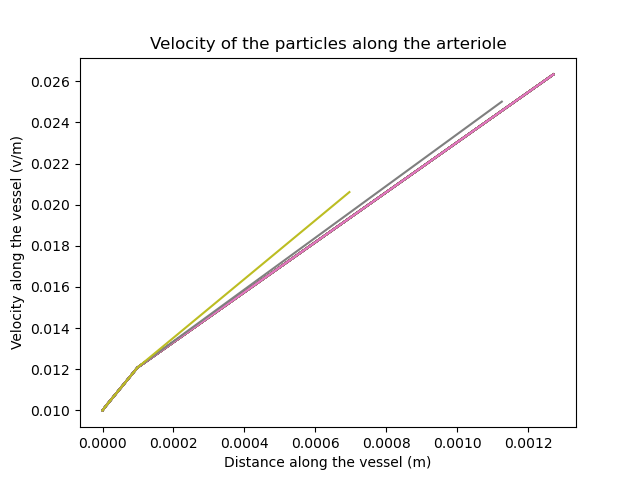 Velocity of the particles along the arteriole
0.026
0.024
0.022
0.020
0.018
0.016
0.014
0.012
0.010
Velocity along the vessel (v/m)
0.0000 0.0002 0.0004 0.0006 0.0008 0.0010 0.0012
Distance along the vessel (m)